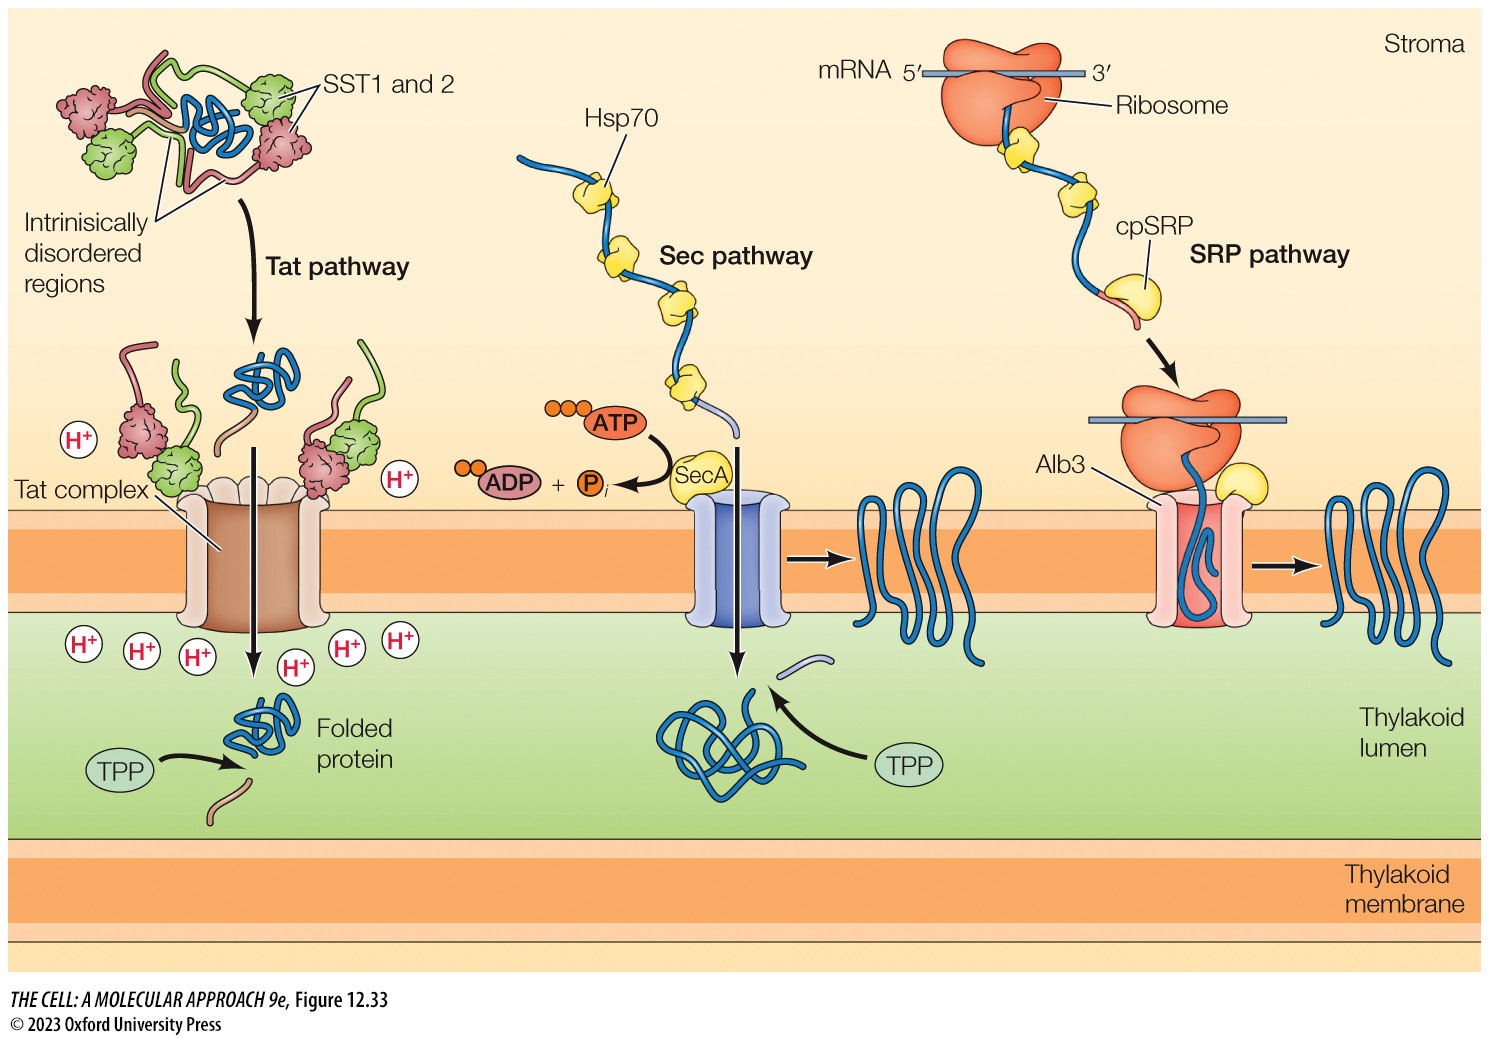 Stroma
mRNA 5′ 3′
Ribosome
SST1 and 2
Hsp70
Intrinisically
disordered
regions
cpSRP
Tat pathway
Sec pathway
SRP pathway
ATP
H+
H+
Alb3
SecA
ADP + Pi
Tat complex
H+
H+
H+
H+
H+
H+
Folded
protein
TPP
TPP
Thylakoid
lumen
Thylakoid
membrane
THE CELL: A MOLECULAR APPROACH 9e, Figure 12.33
© 2023 Oxford University Press